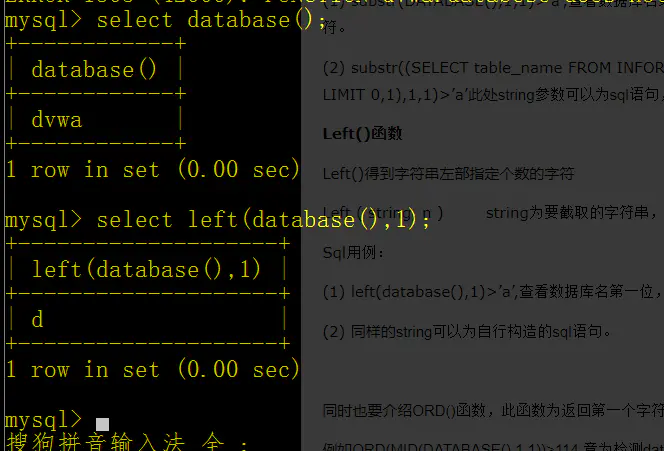 mysql> select database();
+------------+
| database() |
+------------+
| dvwa |
+------------+
1 row in set (0.00 sec)
mysql> select left(database(),1);
+--------------------+
| left(database(),1) |
+--------------------+
| d |
+--------------------+
1 row in set (0.00 sec)
mysql>
搜狗拼音输入法 全 :
符。
(2) substr((SELECT table_name FROM INFOR
LIMIT 0,1),1,1)>’a’此处string参数可以为sql语句,
Left()函数
Left()得到字符串左部指定个数的字符
Left ( string, n ) string为要截取的字符串，
Sql用例：
(1) left(database(),1)>’a’,查看数据库名第一位，
(2) 同样的string可以为自行构造的sql语句。
同时也要介绍ORD()函数，此函数为返回第一个字符
例如ORD(MID(DATABASE(),1,1))>114 意为检测dat